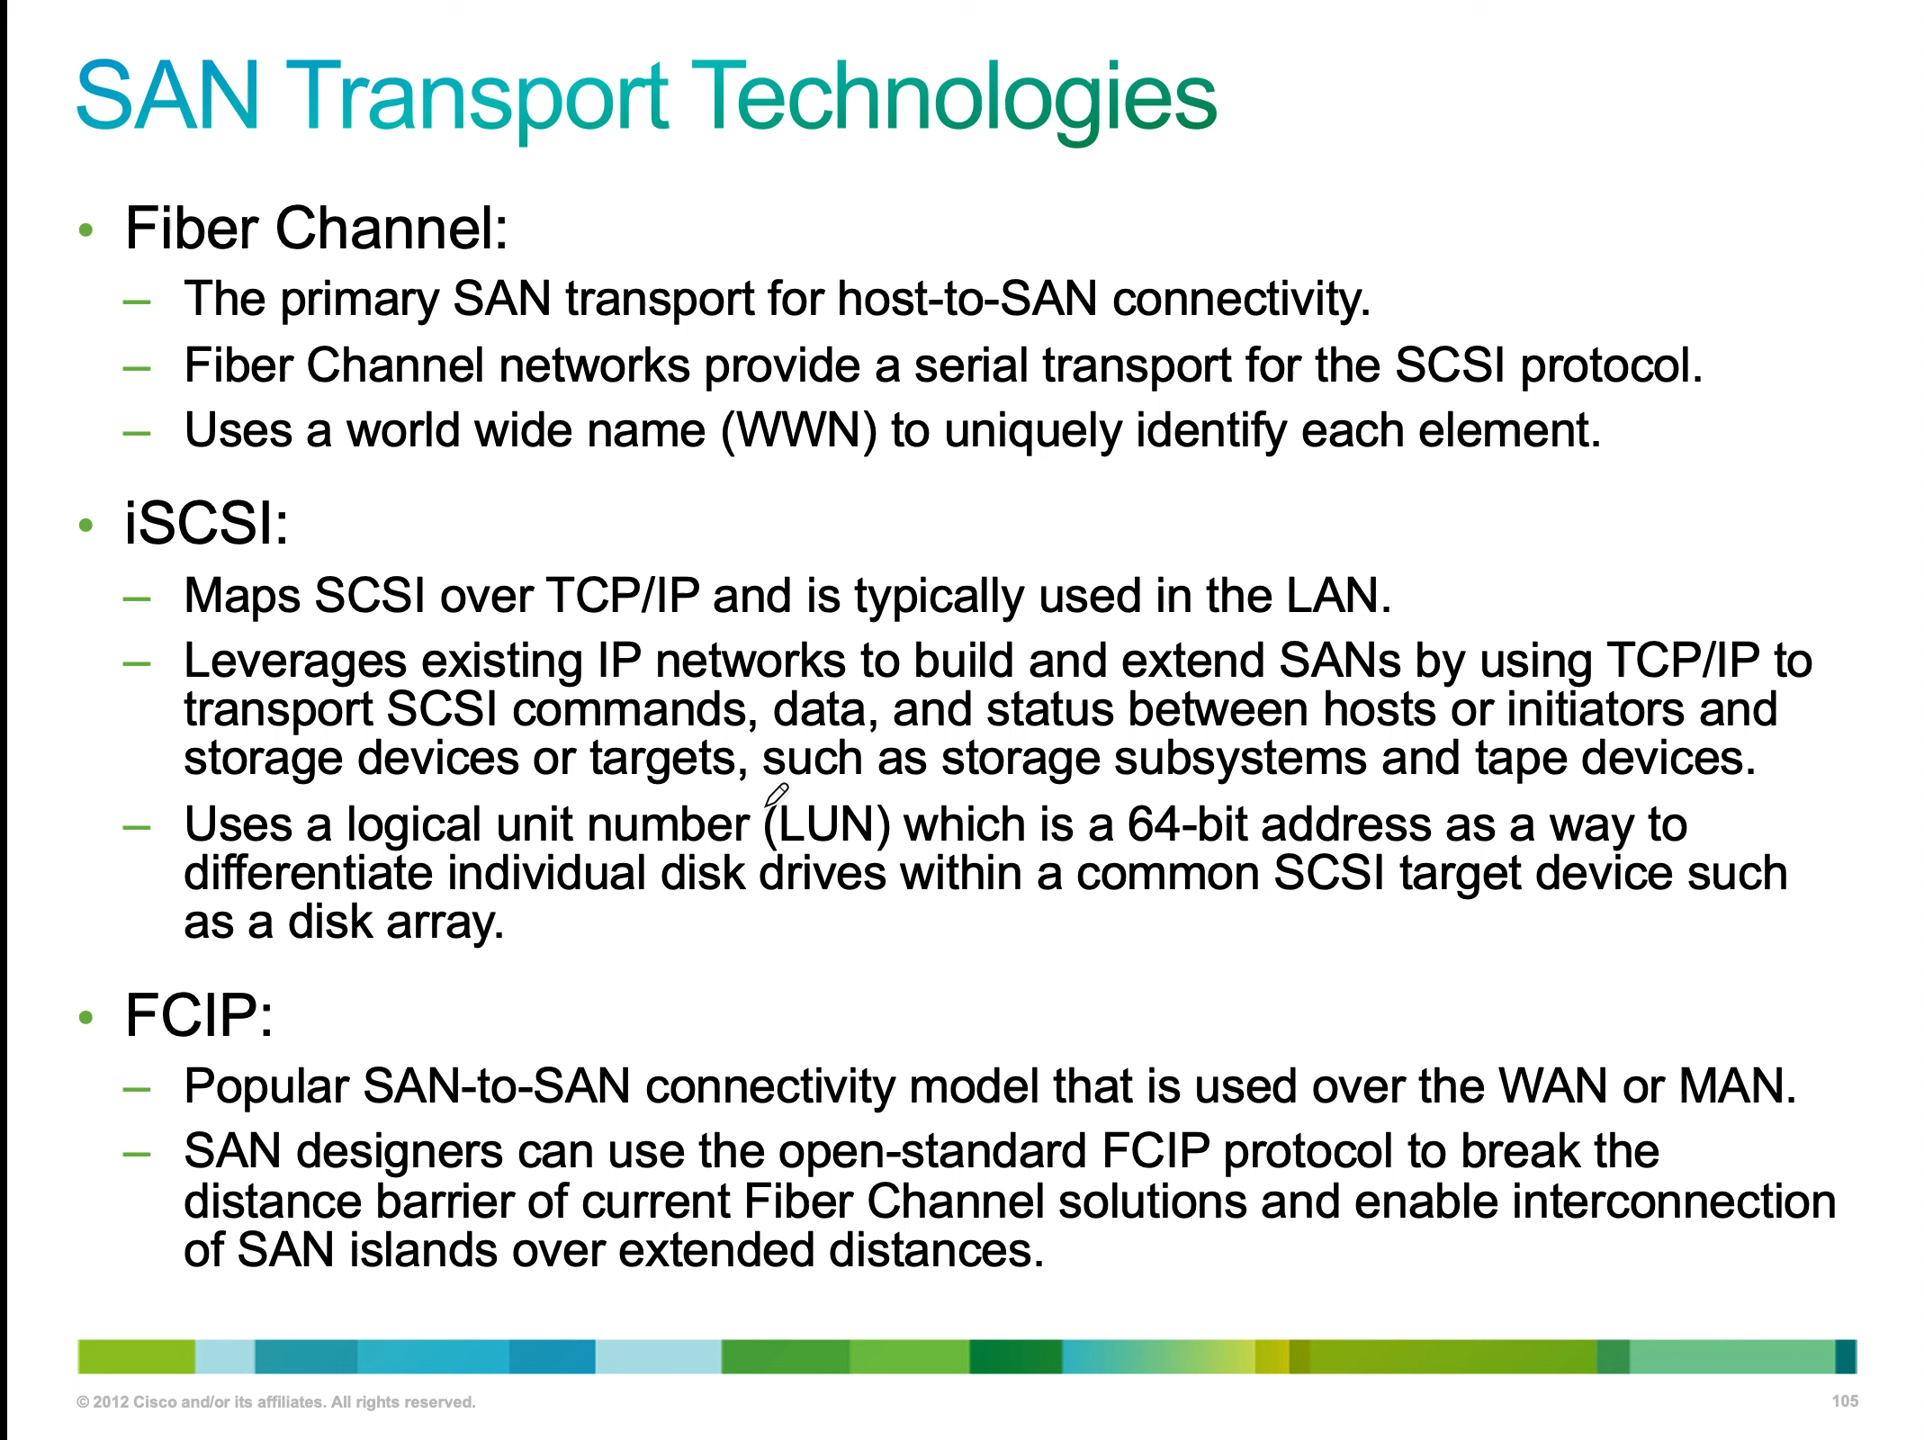 SAN Transport Technologies
• Fiber Channel:
– The primary SAN transport for host-to-SAN connectivity.
– Fiber Channel networks provide a serial transport for the SCSI protocol.
– Uses a world wide name (WWN) to uniquely identify each element.
• iSCSI:
– Maps SCSI over TCP/IP and is typically used in the LAN.
– Leverages existing IP networks to build and extend SANs by using TCP/IP to
transport SCSI commands, data, and status between hosts or initiators and
storage devices or targets, such as storage subsystems and tape devices.
– Uses a logical unit number (LUN) which is a 64-bit address as a way to
differentiate individual disk drives within a common SCSI target device such
as a disk array.
• FCIP:
– Popular SAN-to-SAN connectivity model that is used over the WAN or MAN.
– SAN designers can use the open-standard FCIP protocol to break the
distance barrier of current Fiber Channel solutions and enable interconnection
of SAN islands over extended distances.
© 2012 Cisco and/or its affiliates. All rights reserved.
105